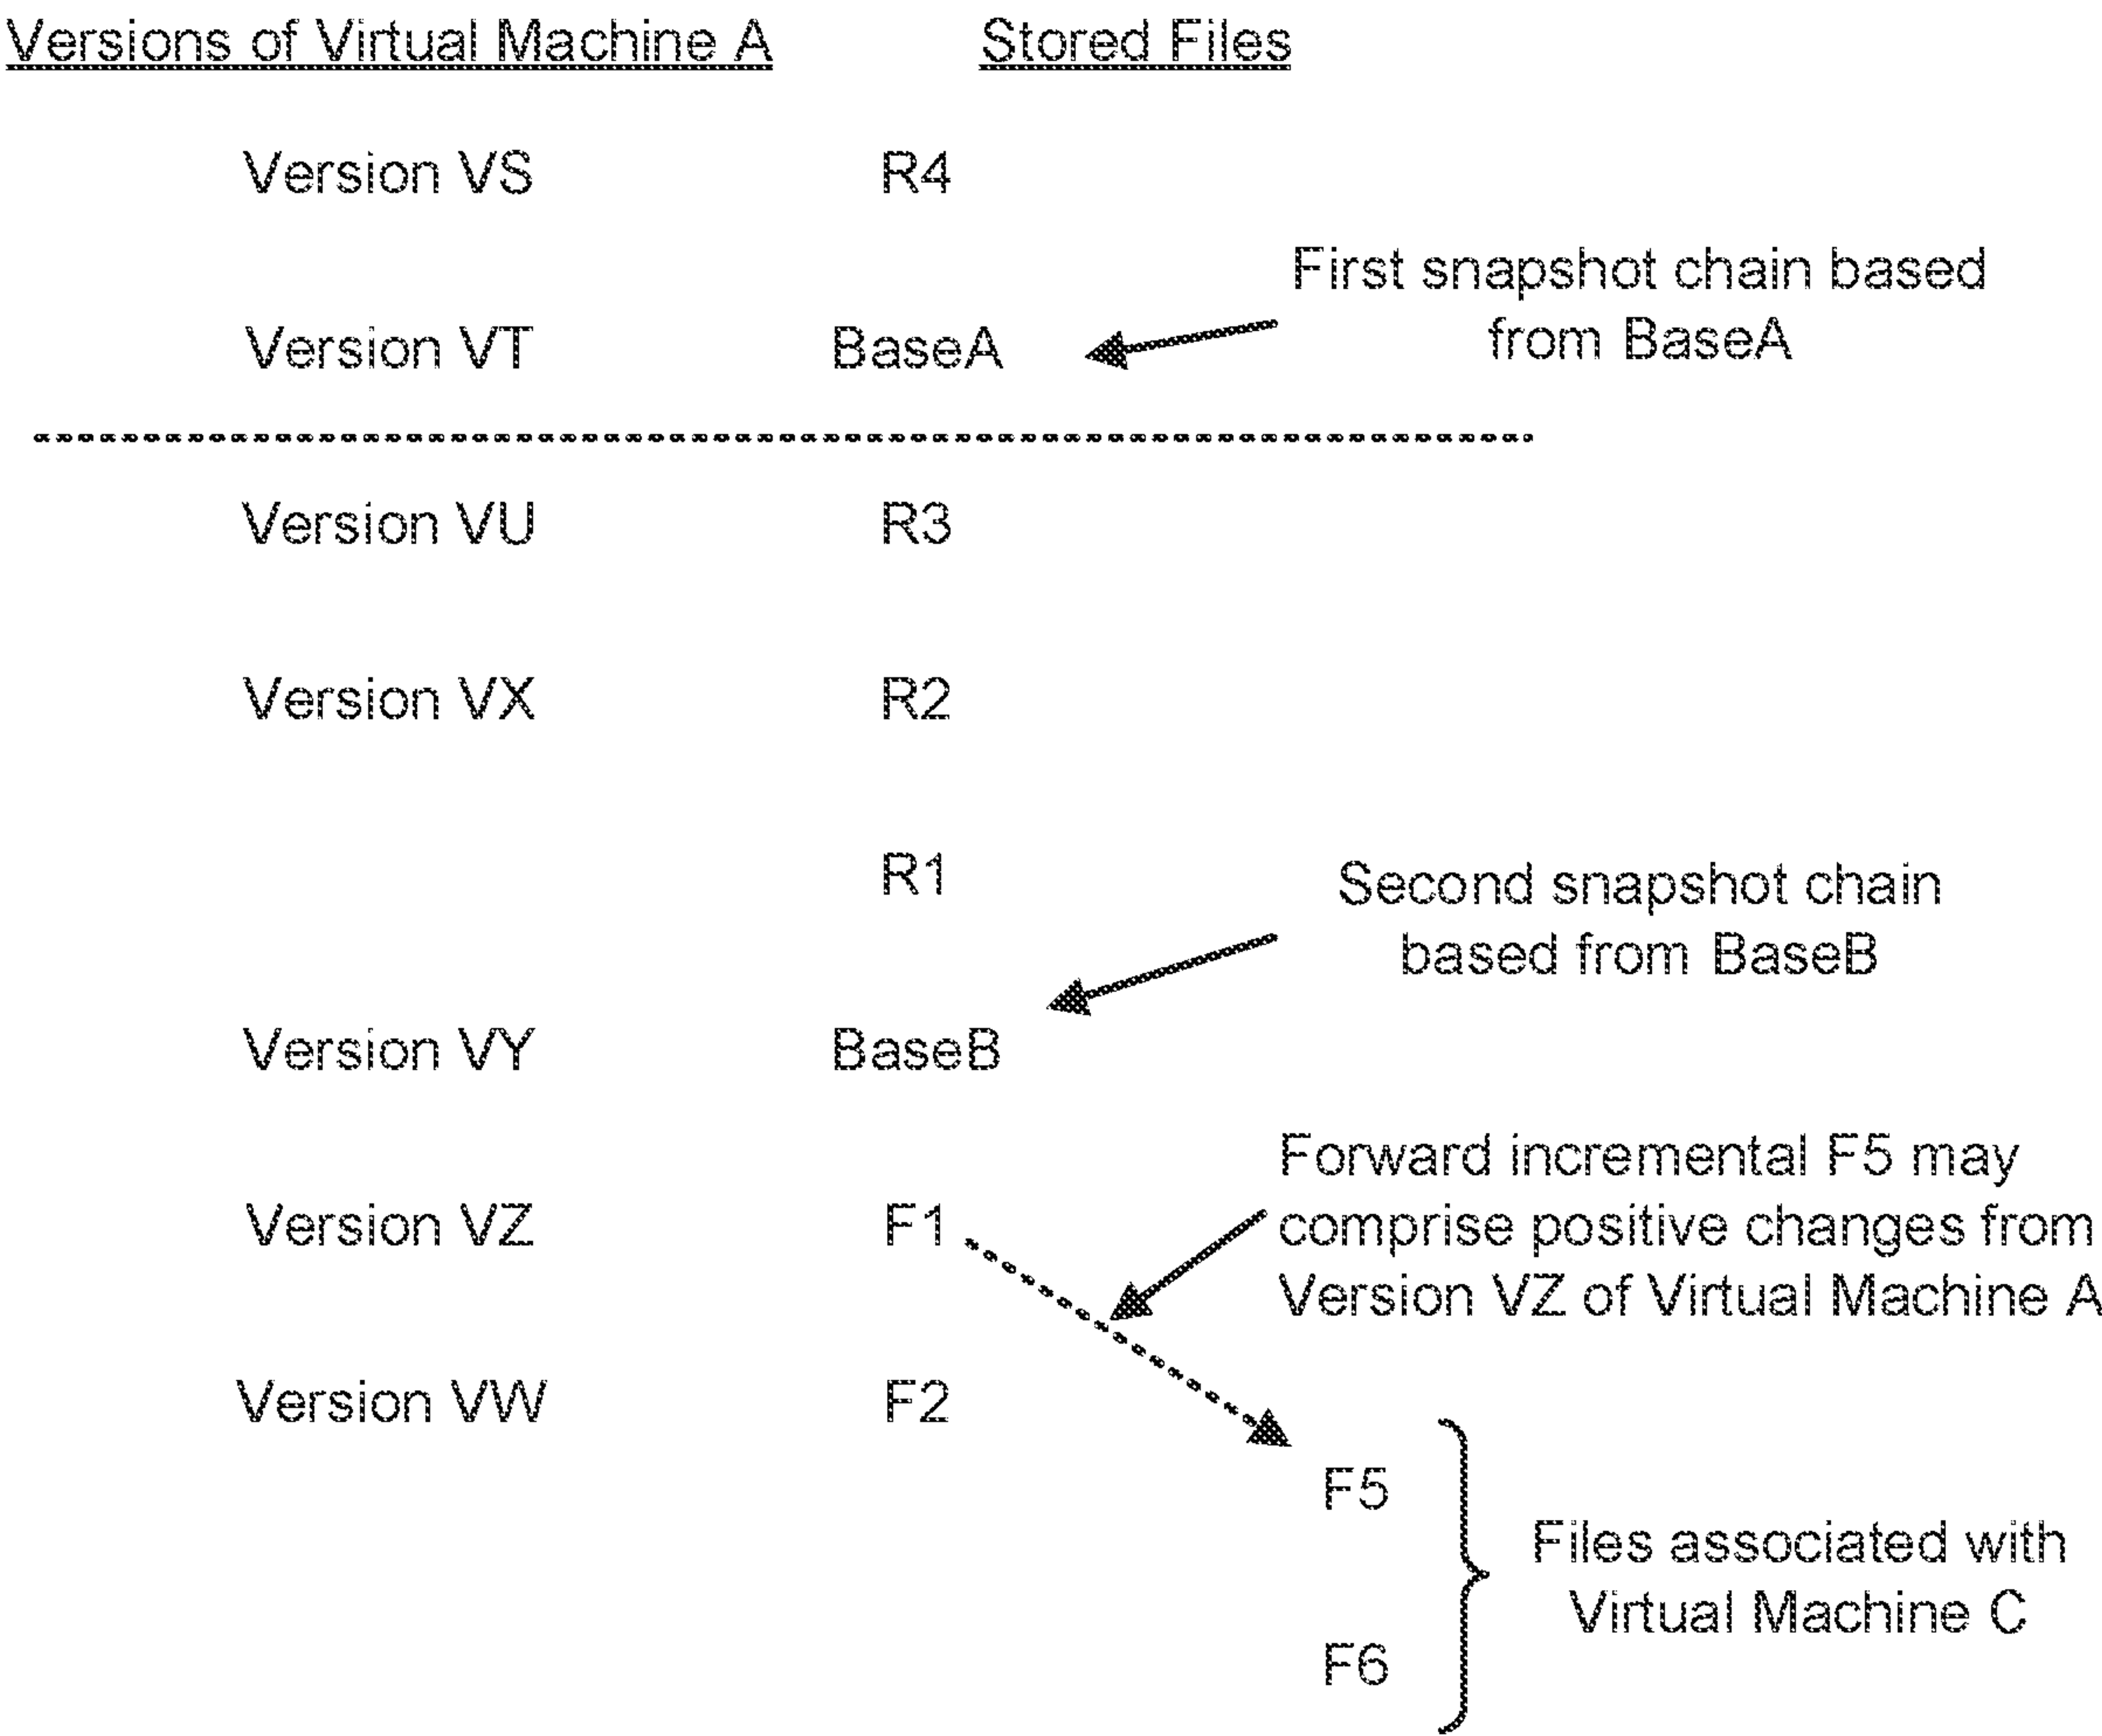 Versions of Virtual Machine A Stored Files
Version VS R4
First snapshot chain based
from BaseA
Version VT BaseA
Version VU R3
Version VX R2
R1
Second snapshot chain
based from BaseB
Version VY BaseB
Forward incremental F5 may
comprise positive changes from
Version VZ of Virtual Machine A
Version VZ F1
Version VW F2
F5
Files associated with
Virtual Machine C
F6